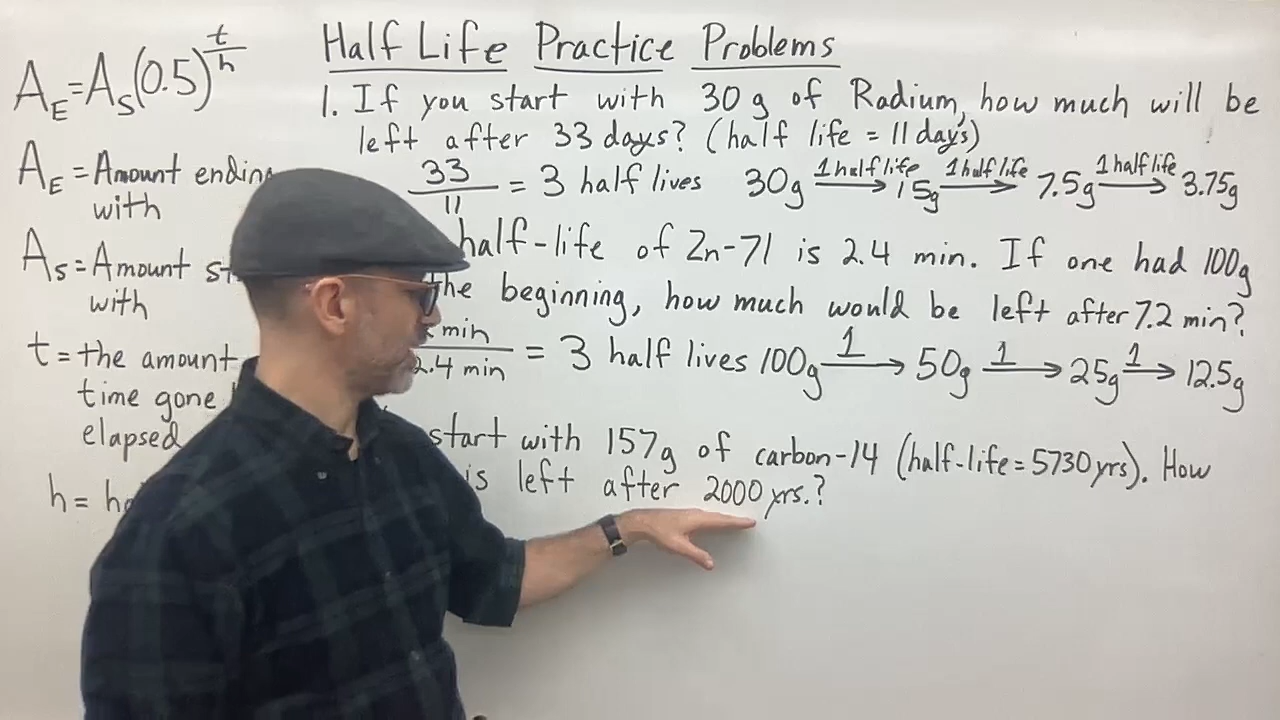 Half Life Practice Problems
A_E = A_S(0.5)^(t/h)
A_E = Amount ending
with
A_S = Amount
with
t = the amount
time gone
elapsed
h =
1. If you start with 30 g of Radium, how much will be
left after 33 days? (half life = 11 days)
33/11 = 3 half lives 30g 1 half life → 15g 1 half life → 7.5g 1 half life → 3.75g
half-life of Zn-71 is 2.4 min. If one had 100g
the beginning, how much would be left after 7.2 min?
min/2.4 min = 3 half lives 100g 1 → 50g 1 → 25g 1 → 12.5g
start with 157g of carbon-14 (half-life = 5730 yrs). How
is left after 2000 yrs.?